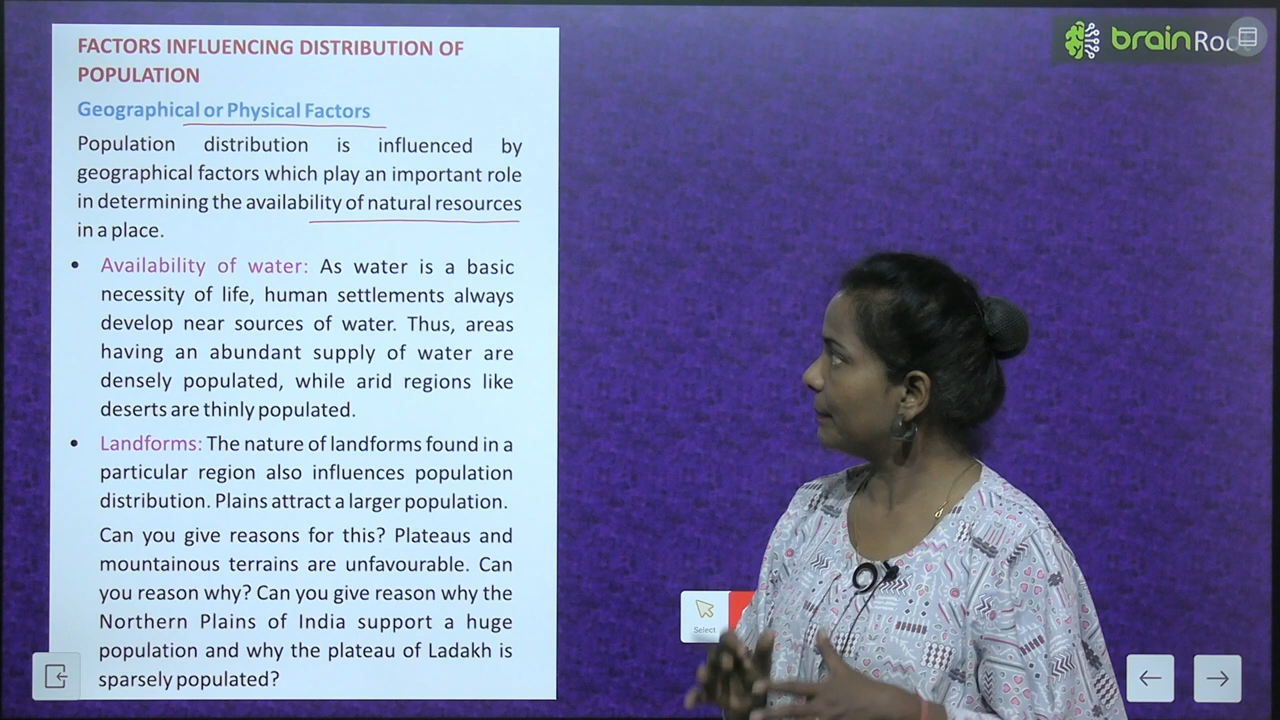 FACTORS INFLUENCING DISTRIBUTION OF
POPULATION
Geographical or Physical Factors
Population distribution is influenced by
geographical factors which play an important role
in determining the availability of natural resources
in a place.
• Availability of water: As water is a basic
necessity of life, human settlements always
develop near sources of water. Thus, areas
having an abundant supply of water are
densely populated, while arid regions like
deserts are thinly populated.
• Landforms: The nature of landforms found in a
particular region also influences population
distribution. Plains attract a larger population.
Can you give reasons for this? Plateaus and
mountainous terrains are unfavourable. Can
you reason why? Can you give reason why the
Northern Plains of India support a huge
population and why the plateau of Ladakh is
sparsely populated?
brain
Select